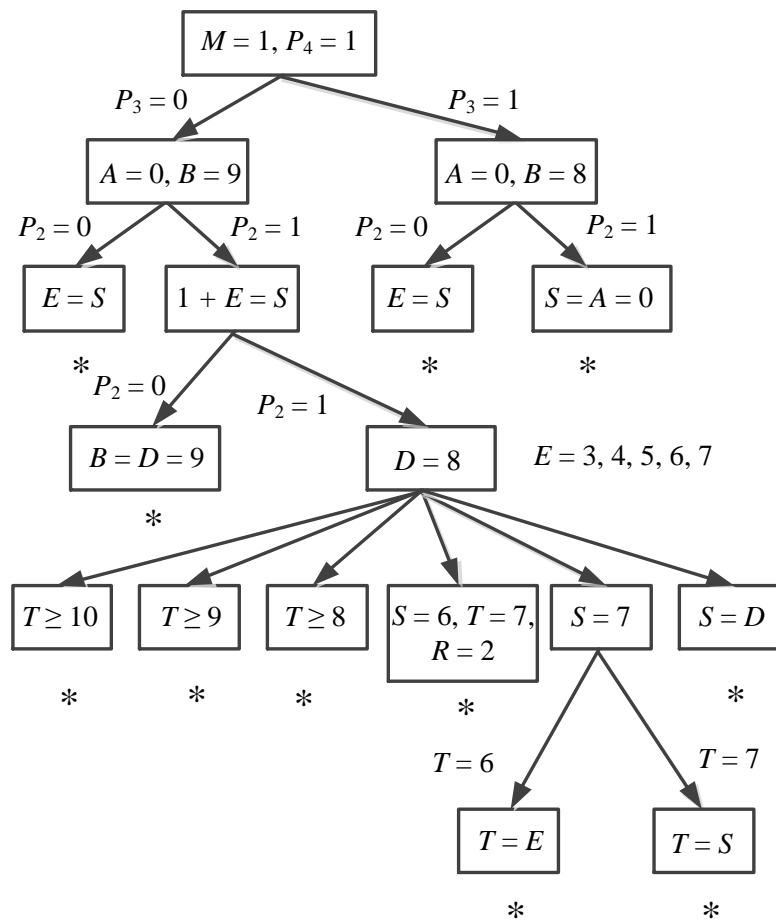 M = 1, P₄ = 1
P₃ = 0
P₃ = 1
A = 0, B = 9
A = 0, B = 8
P₂ = 0
P₂ = 1
P₂ = 0
P₂ = 1
E = S
1 + E = S
E = S
S = A = 0
*
*
*
P₂ = 0
P₂ = 1
B = D = 9
D = 8
E = 3, 4, 5, 6, 7
*
T ≥ 10
T ≥ 9
T ≥ 8
S = 6, T = 7,
R = 2
S = 7
S = D
*
*
*
*
*
T = 6
T = 7
T = E
T = S
*
*